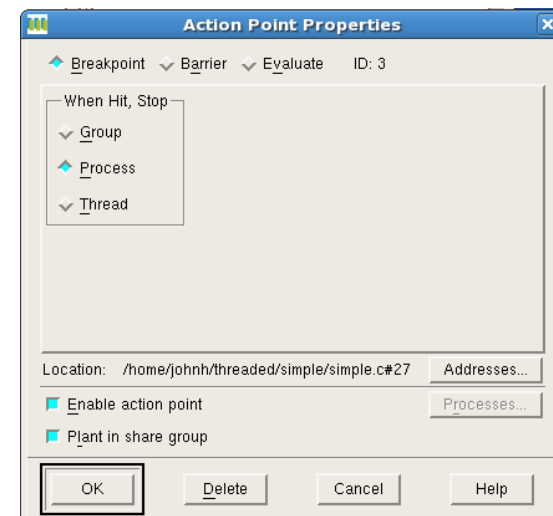 Action Point Properties
Breakpoint Barrier Evaluate ID: 3
When Hit, Stop
Group
Process
Thread
Location: /home/johnh/threaded/simple/simple.c#27 Addresses...
Enable action point Processes...
Plant in share group
OK Delete Cancel Help